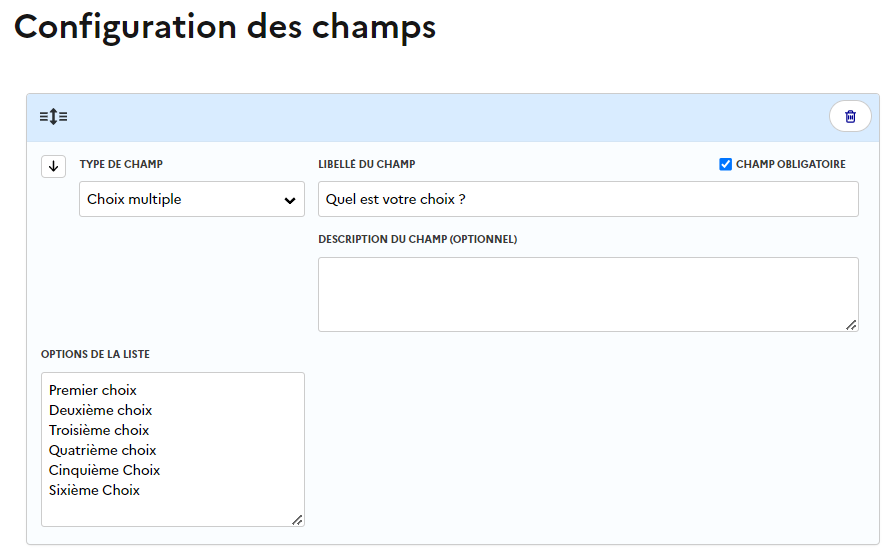 Configuration des champs
TYPE DE CHAMP
LIBELLÉ DU CHAMP
CHAMP OBLIGATOIRE
Choix multiple
Quel est votre choix ?
DESCRIPTION DU CHAMP (OPTIONNEL)
OPTIONS DE LA LISTE
Premier choix
Deuxième choix
Troisième choix
Quatrième choix
Cinquième Choix
Sixième Choix